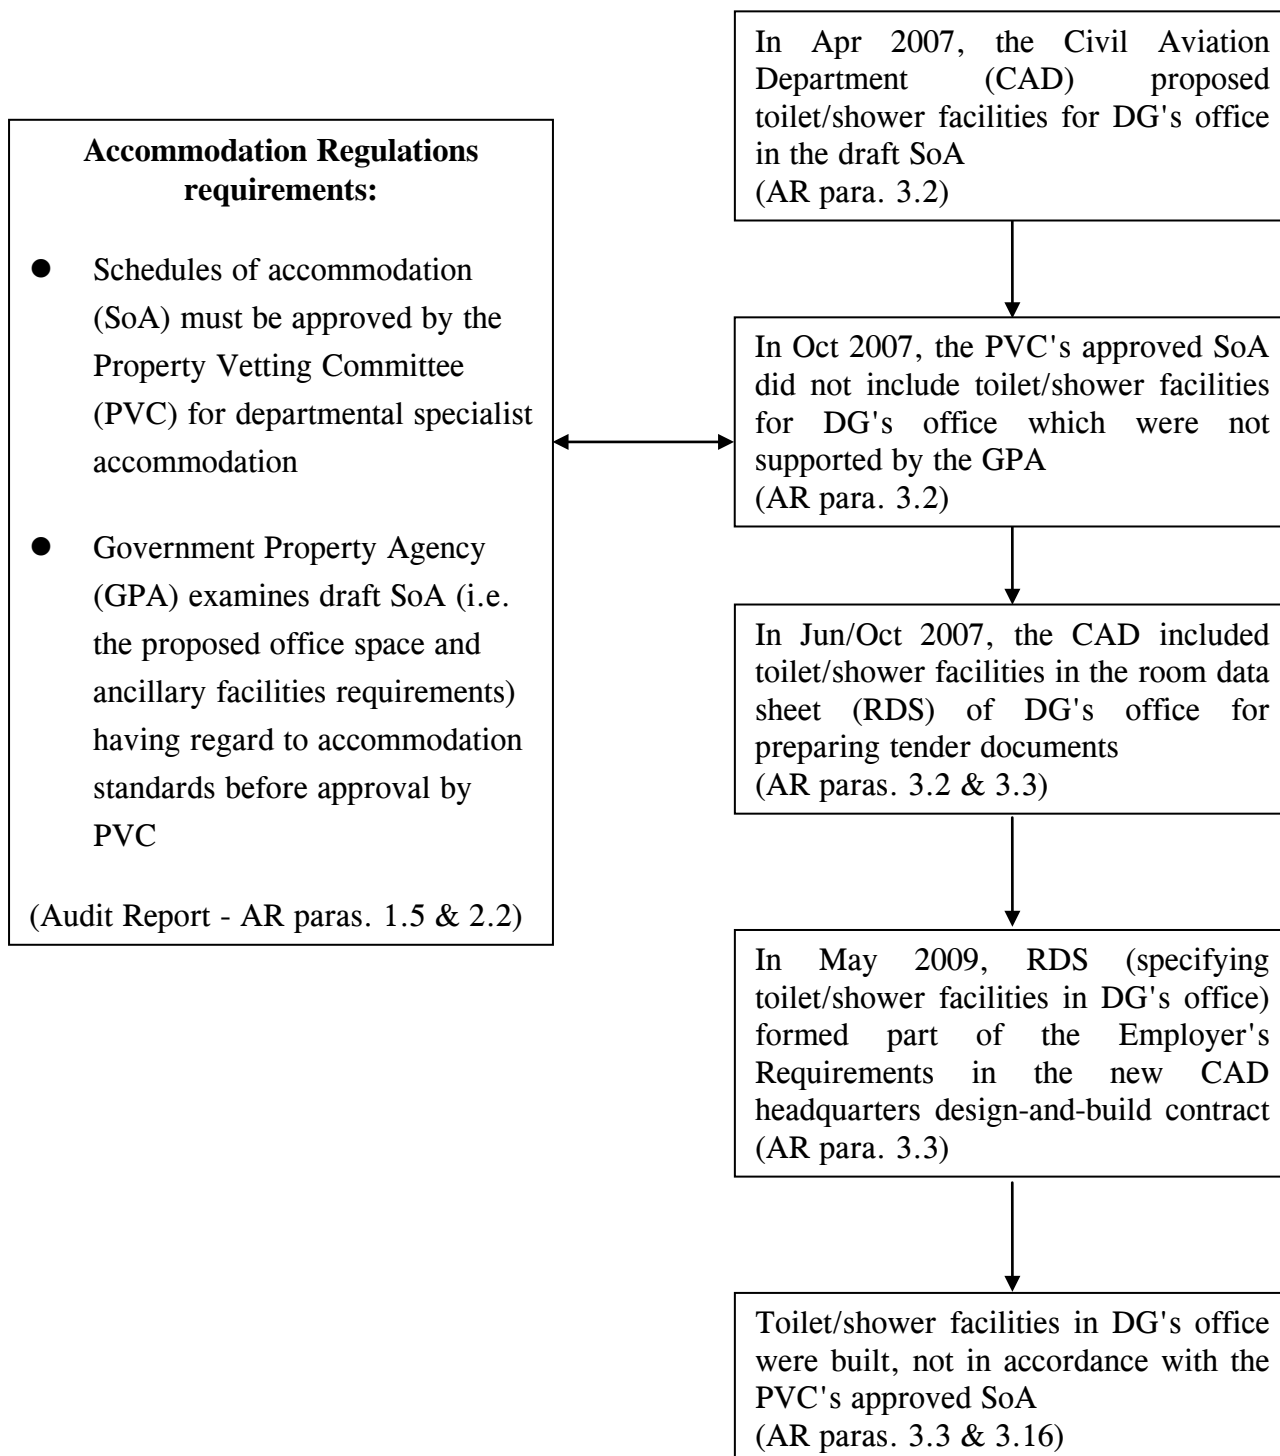 In Apr 2007, the Civil Aviation
Department (CAD) proposed
toilet/shower facilities for DG's office
in the draft SoA
(AR para. 3.2)
Accommodation Regulations
requirements:
● Schedules of accommodation
(SoA) must be approved by the
Property Vetting Committee
(PVC) for departmental specialist
accommodation
● Government Property Agency
(GPA) examines draft SoA (i.e.
the proposed office space and
ancillary facilities requirements)
having regard to accommodation
standards before approval by
PVC
(Audit Report - AR paras. 1.5 & 2.2)
In Oct 2007, the PVC's approved SoA
did not include toilet/shower facilities
for DG's office which were not
supported by the GPA
(AR para. 3.2)
In Jun/Oct 2007, the CAD included
toilet/shower facilities in the room data
sheet (RDS) of DG's office for
preparing tender documents
(AR paras. 3.2 & 3.3)
In May 2009, RDS (specifying
toilet/shower facilities in DG's office)
formed part of the Employer's
Requirements in the new CAD
headquarters design-and-build contract
(AR para. 3.3)
Toilet/shower facilities in DG's office
were built, not in accordance with the
PVC's approved SoA
(AR paras. 3.3 & 3.16)